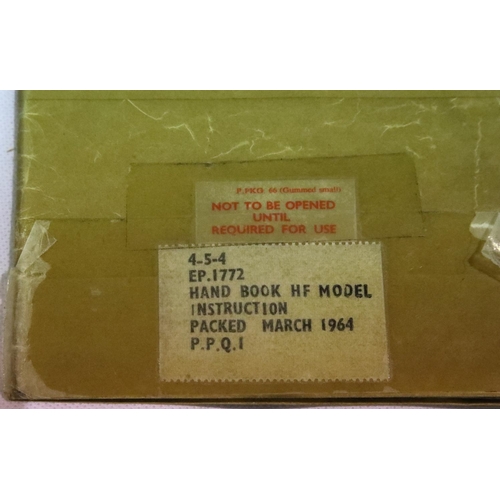 P.PKO. 66 (Gummed small)
NOT TO BE OPENED
UNTIL
REQUIRED FOR USE
4-5-4
EP.1772
HAND BOOK HF MODEL
INSTRUCTION
PACKED MARCH 1964
P.P.Q.I